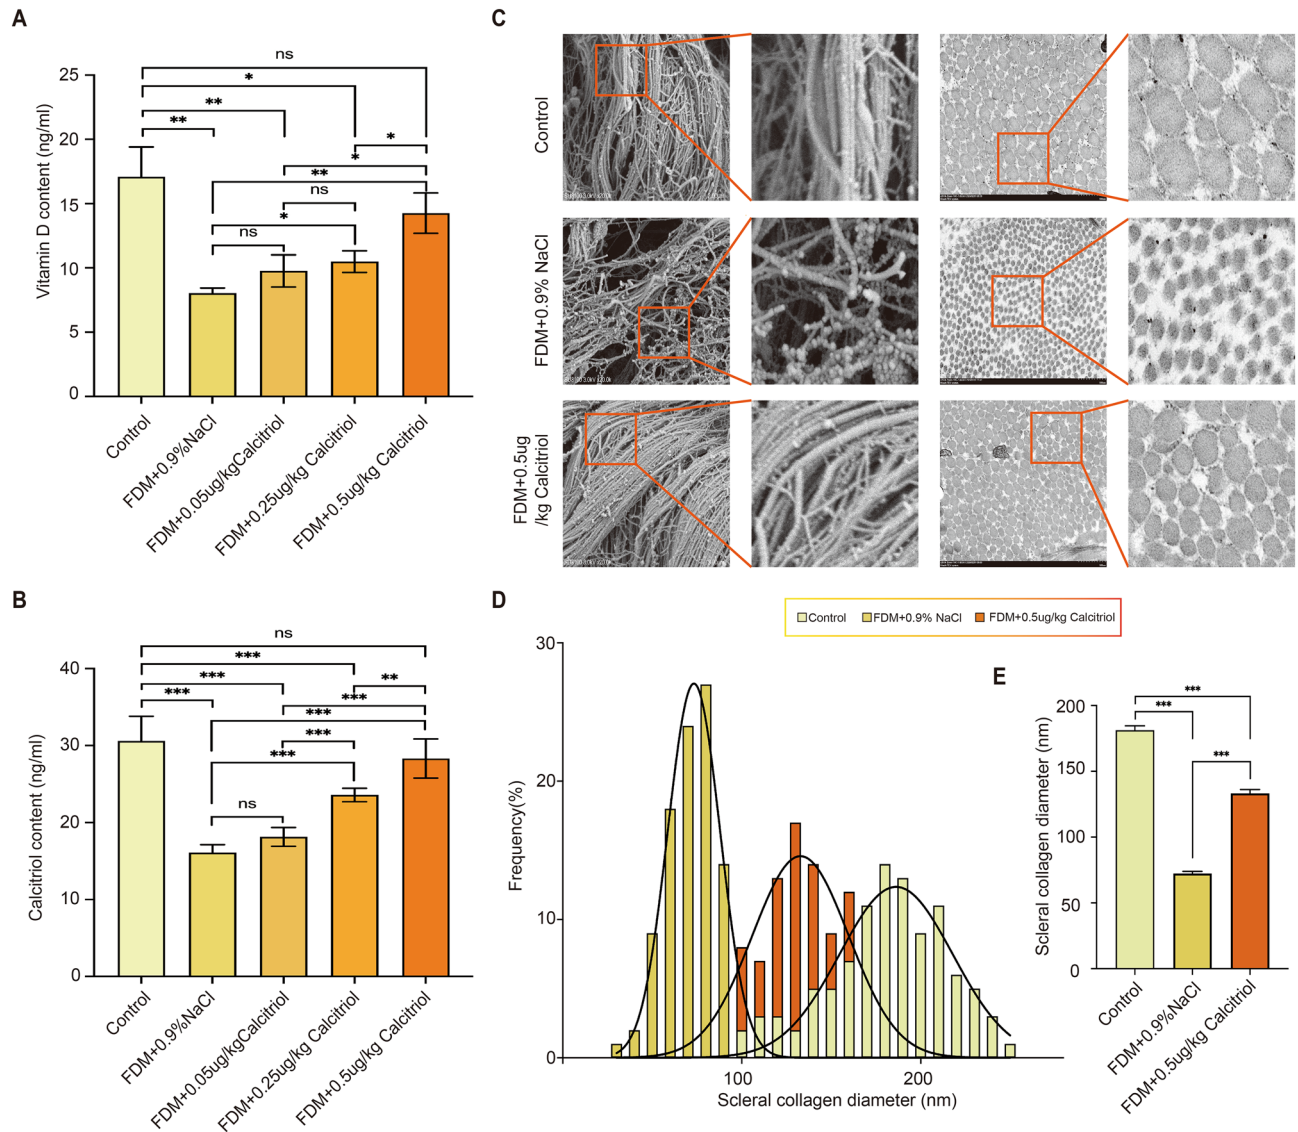 A
ns
*
**
**
*
*
**
ns
*
ns
Vitamin D content (ng/ml)
25
20
15
10
5
0
Control
FDM+0.9%NaCl
FDM+0.05ug/kgCalcitriol
FDM+0.25ug/kg Calcitriol
FDM+0.5ug/kg Calcitriol
B
ns
***
***
***
**
***
***
***
***
ns
Calcitriol content (ng/ml)
40
30
20
10
0
Control
FDM+0.9%NaCl
FDM+0.05ug/kgCalcitriol
FDM+0.25ug/kg Calcitriol
FDM+0.5ug/kg Calcitriol
C
Control
FDM+0.9% NaCl
FDM+0.5ug
/kg Calcitriol
D
Control
FDM+0.9% NaCl
FDM+0.5ug/kg Calcitriol
Frequency(%)
30
20
10
0
100
200
Scleral collagen diameter (nm)
E
***
***
***
Scleral collagen diameter (nm)
200
150
100
50
0
Control
FDM+0.9%NaCl
FDM+0.5ug/kg Calcitriol